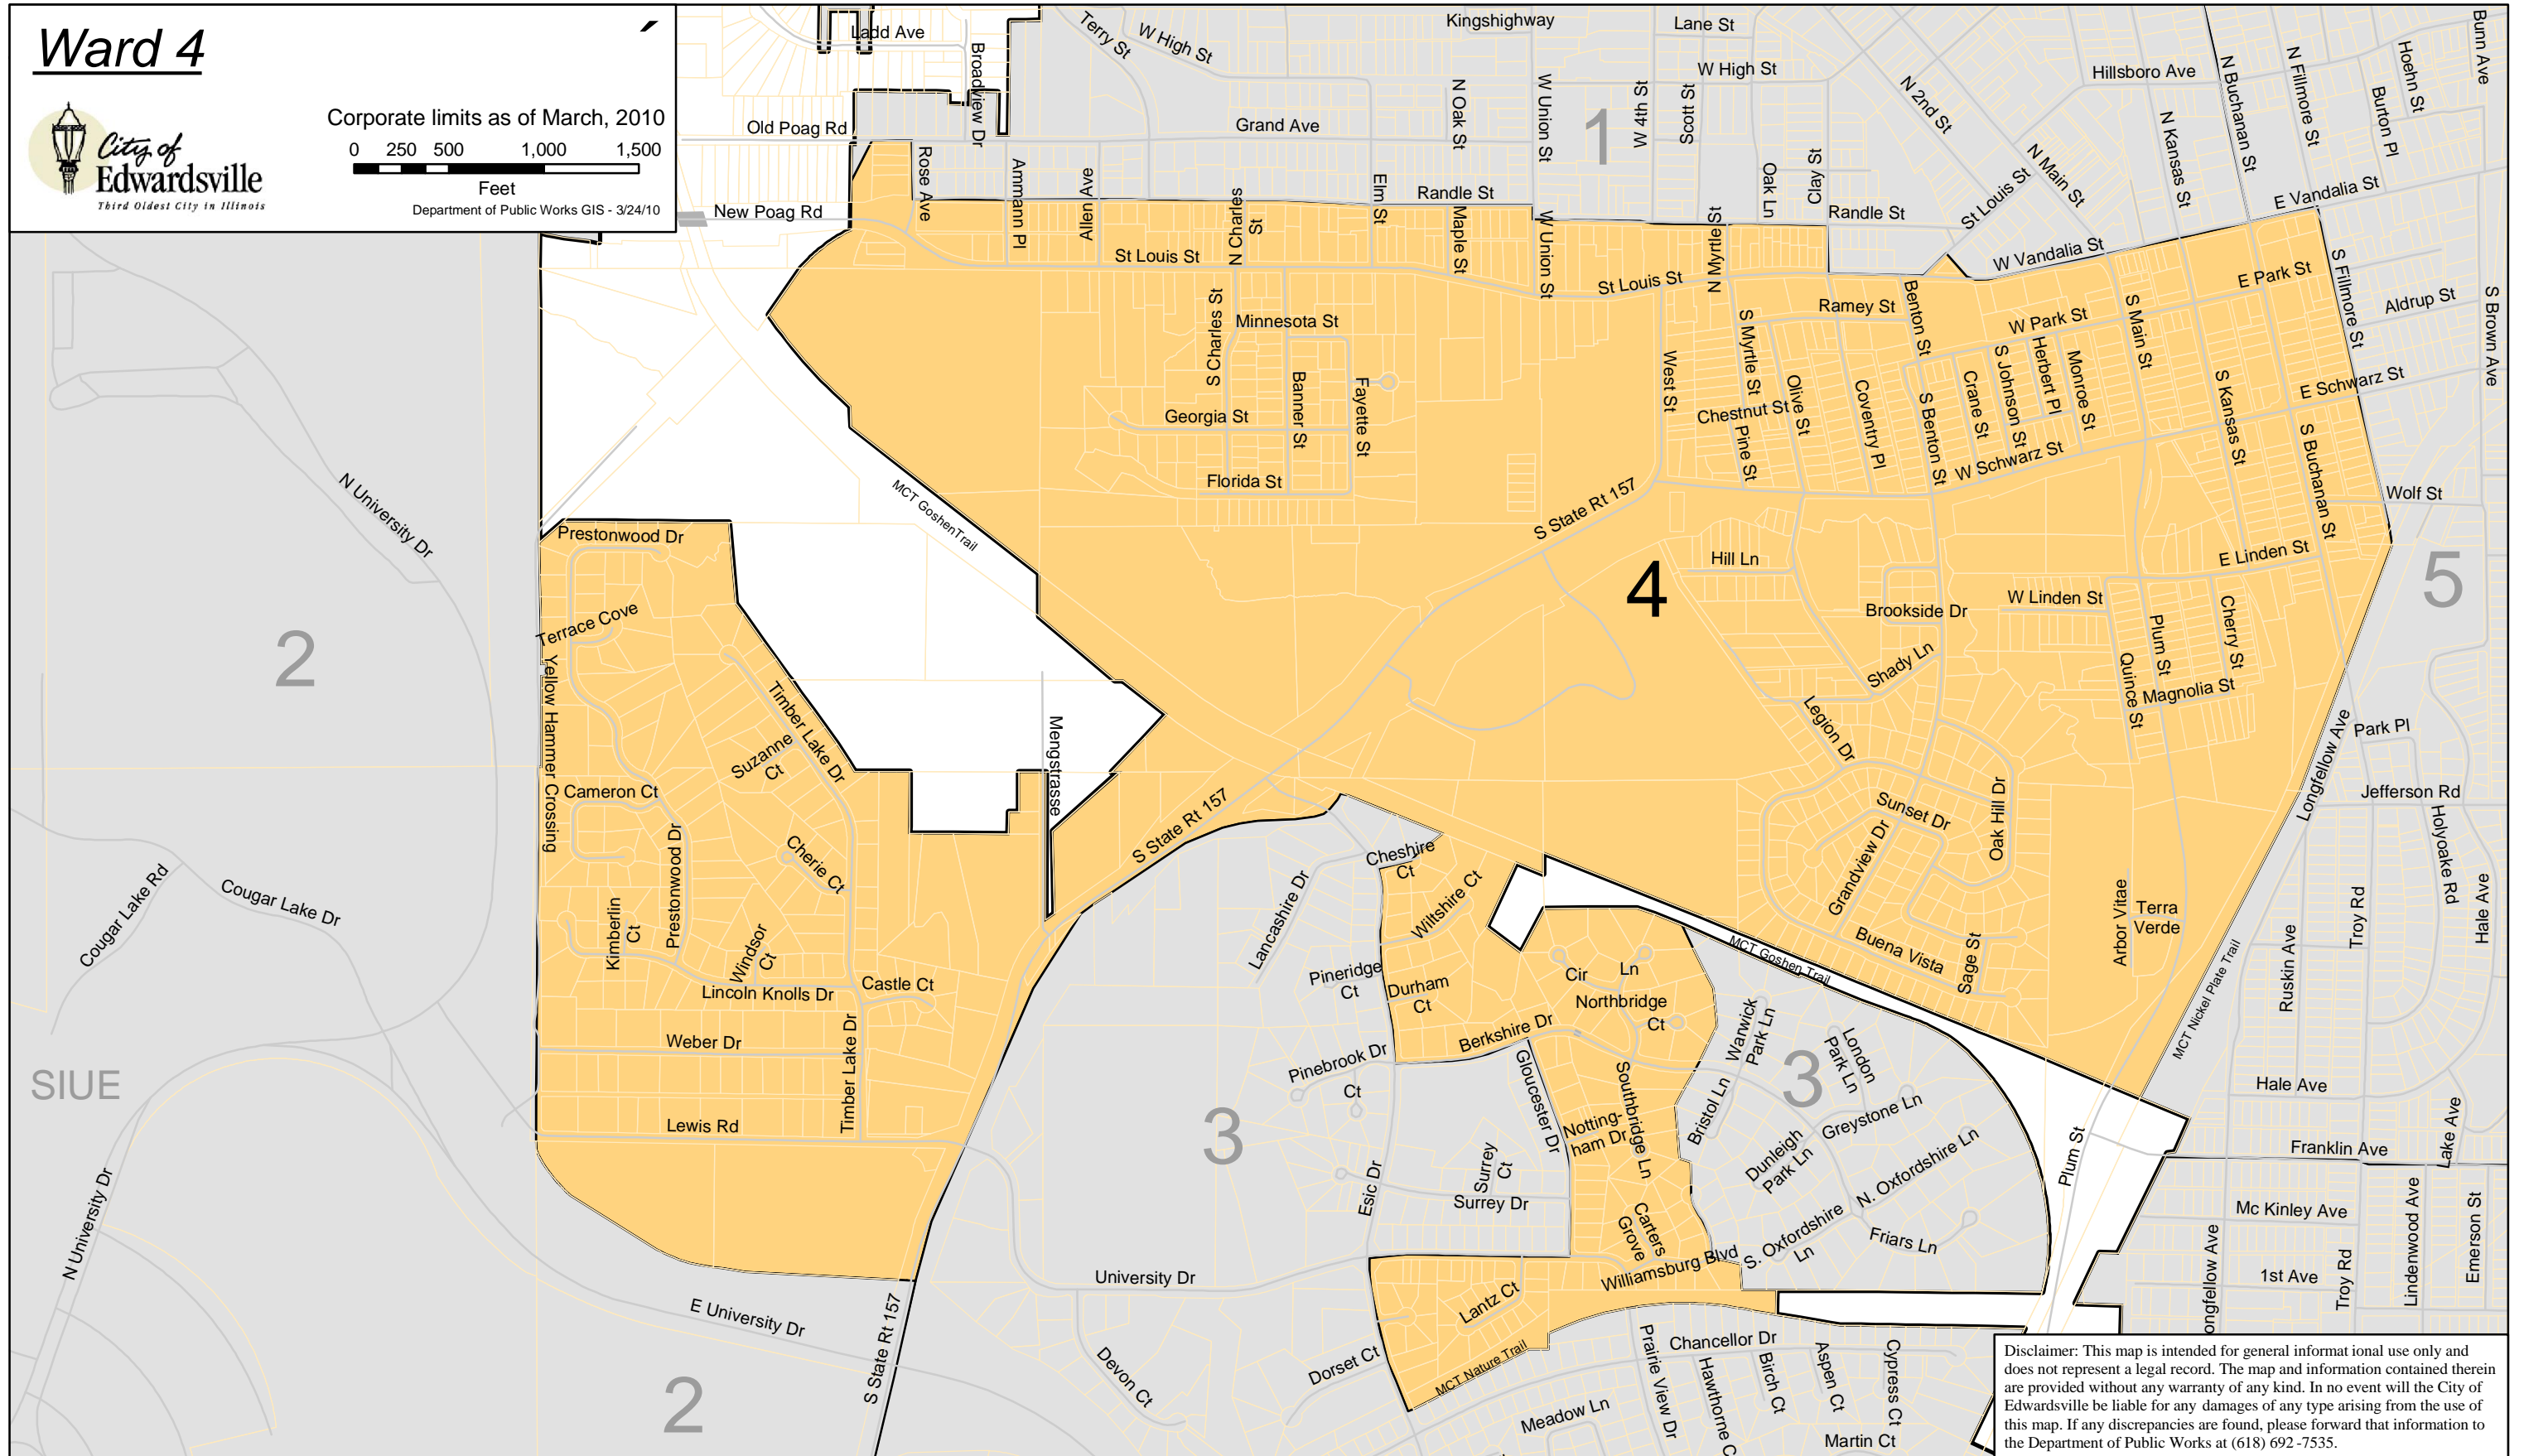 Ward 4
City of
Edwardsville
Third Oldest City in Illinois
Corporate limits as of March, 2010
0 250 500 1,000 1,500
Feet
Department of Public Works GIS - 3/24/10
Ladd Ave
Broadview Dr
Terry St
W High St
Kingshighway
Lane St
W High St
Hillsboro Ave
N Buchanan St
N Fillmore St
Hoehn St
Bunn Ave
Burton Pl
N 2nd St
N Main St
N Kansas St
St Louis St
E Vandalia St
W Vandalia St
Old Poag Rd
New Poag Rd
Grand Ave
N Oak St
W Union St
1
W 4th St
Scott St
Oak Ln
Clay St
Randle St
Randle St
Rose Ave
Ammann Pl
Allen Ave
N Charles
St
Elm St
Maple St
W Union St
N Myrtle St
St Louis St
St Louis St
S Charles St
Minnesota St
Banner St
Fayette St
Georgia St
Florida St
West St
S Myrtle St
Ramey St
Benton St
Olive St
Chestnut St
Pine St
Coventry Pl
S Benton St
Crane St
S Johnson St
Herbert Pl
Monroe St
W Park St
S Main St
E Park St
S Fillmore St
Aldrup St
S Brown Ave
S Kansas St
E Schwarz St
S Buchanan St
W Schwarz St
Wolf St
S State Rt 157
MCT GoshenTrail
N University Dr
2
Prestonwood Dr
Terrace Cove
Yellow Hammer Crossing
Timber Lake Dr
Suzanne
Ct
Cameron Ct
Prestonwood Dr
Cherie Ct
Kimberlin
Ct
Windsor
Ct
Lincoln Knolls Dr
Castle Ct
Weber Dr
Timber Lake Dr
Lewis Rd
Mengstrasse
S State Rt 157
4
Hill Ln
Brookside Dr
W Linden St
E Linden St
Shady Ln
Legion Dr
Plum St
Cherry St
Quince St
Magnolia St
5
Longfellow Ave
Park Pl
Jefferson Rd
Holyoake Rd
Hale Ave
Sunset Dr
Oak Hill Dr
Grandview Dr
Buena Vista
Sage St
Arbor Vitae
Terra
Verde
MCT Nickel Plate Trail
Ruskin Ave
Troy Rd
Hale Ave
Lake Ave
Franklin Ave
Mc Kinley Ave
1st Ave
Troy Rd
Lindenwood Ave
Emerson St
ongfellow Ave
Plum St
Cougar Lake Rd
Cougar Lake Dr
SIUE
N University Dr
E University Dr
S State Rt 157
2
Cheshire
Ct
Lancashire Dr
Wiltshire Ct
Pineridge
Ct
Durham
Ct
Cir
Ln
Northbridge
Ct
MCT Goshen Trail
Berkshire Dr
Pinebrook Dr
Ct
3
Gloucester Dr
Notting-
ham Dr
Southbridge Ln
Carters
Grove
Esic Dr
Surrey
Ct
Surrey Dr
Warwick
Park Ln
London
Park Ln
3
Bristol Ln
Greystone Ln
Dunleigh
Park Ln
N. Oxfordshire Ln
S. Oxfordshire
Ln
Friars Ln
University Dr
Williamsburg Blvd
Lantz Ct
Devon Ct
Dorset Ct
MCT Nature Trail
Chancellor Dr
Prairie View Dr
Hawthorne C
Birch Ct
Aspen Ct
Cypress Ct
Meadow Ln
Martin Ct
Disclaimer: This map is intended for general informat ional use only and
does not represent a legal record. The map and information contained therein
are provided without any warranty of any kind. In no event will the City of
Edwardsville be liable for any damages of any type arising from the use of
this map. If any discrepancies are found, please forward that information to
the Department of Public Works at (618) 692 -7535.